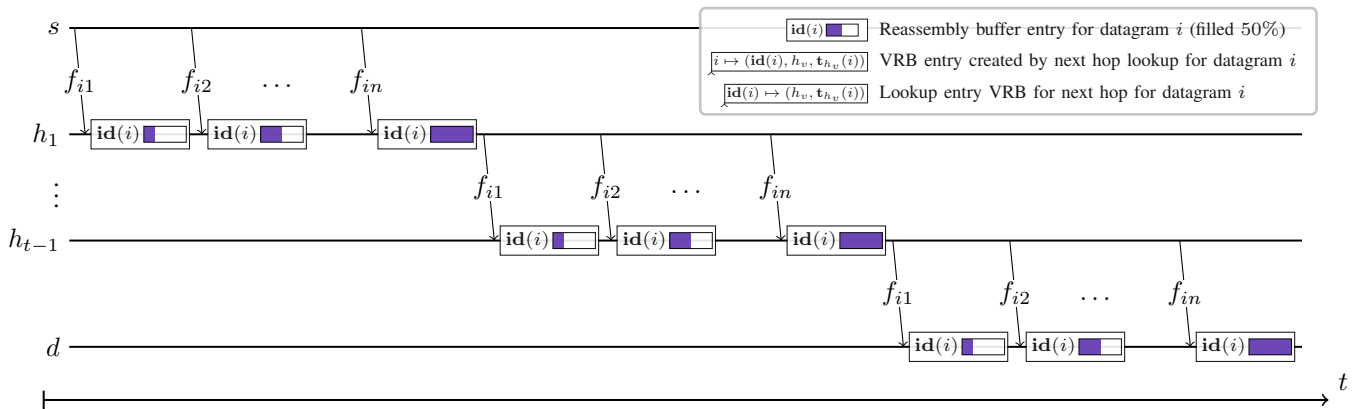 s
id(i) Reassembly buffer entry for datagram i (filled 50%)
i ↦ (id(i), h_v, t_{h_v}(i)) VRB entry created by next hop lookup for datagram i
id(i) ↦ (h_v, t_{h_v}(i)) Lookup entry VRB for next hop for datagram i
f_{i1} f_{i2} … f_{in}
h_1 id(i) id(i) id(i)
⋮ f_{i1} f_{i2} … f_{in}
h_{t−1} id(i) id(i) id(i)
f_{i1} f_{i2} … f_{in}
d id(i) id(i) id(i)
t